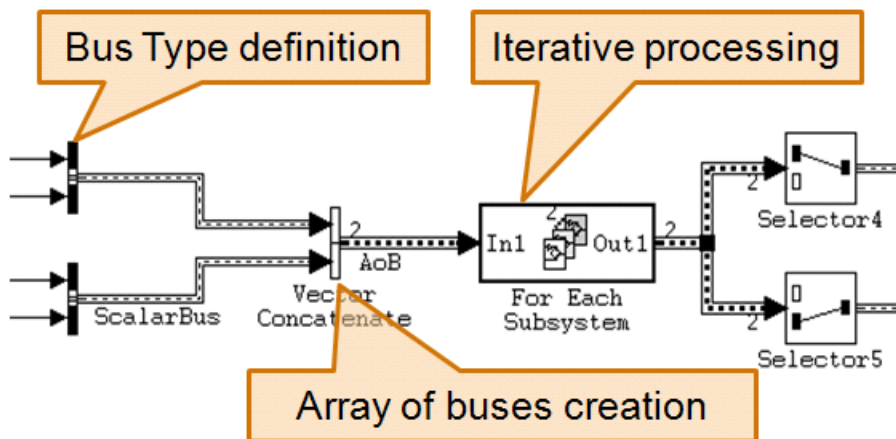 Bus Type definition
Iterative processing
2
2
Selector4
2
In1
2
Out1
2
AoB
ScalarBus
Vector
Concatenate
For Each
Subsystem
2
Selector5
Array of buses creation